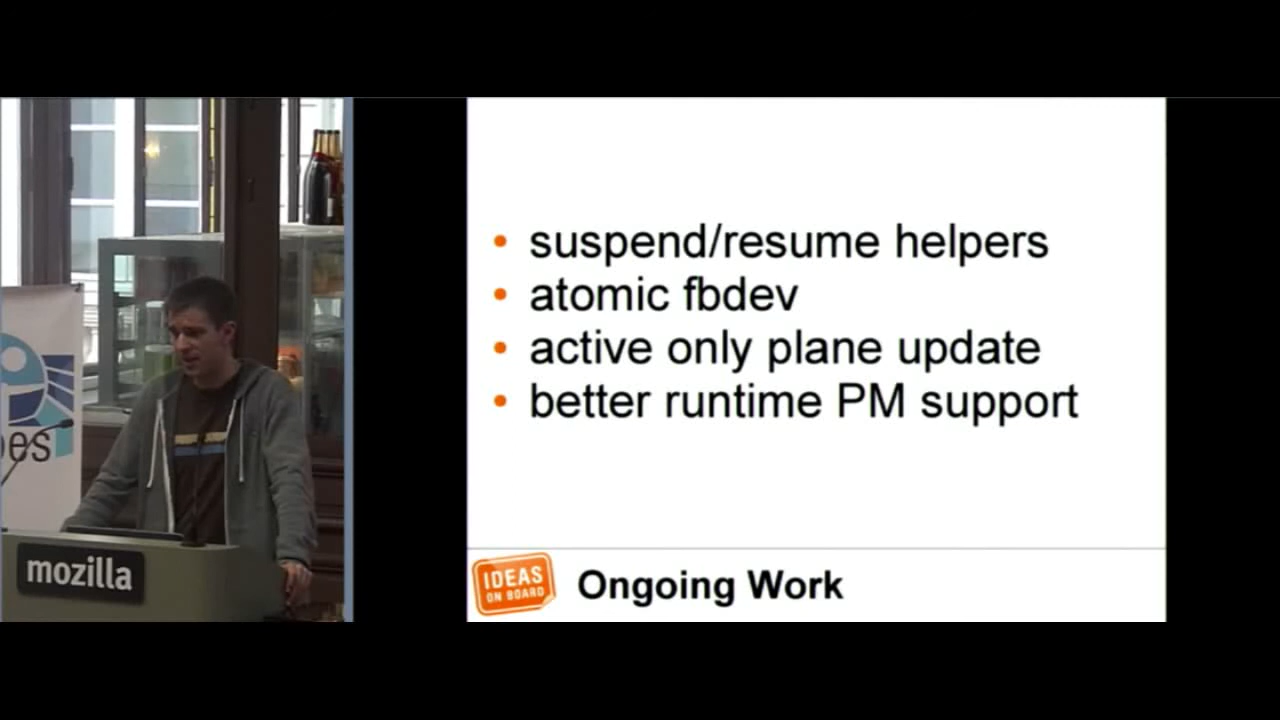 suspend/resume helpers
atomic fbdev
active only plane update
better runtime PM support
IDEAS
ON BOARD
Ongoing Work
mozilla